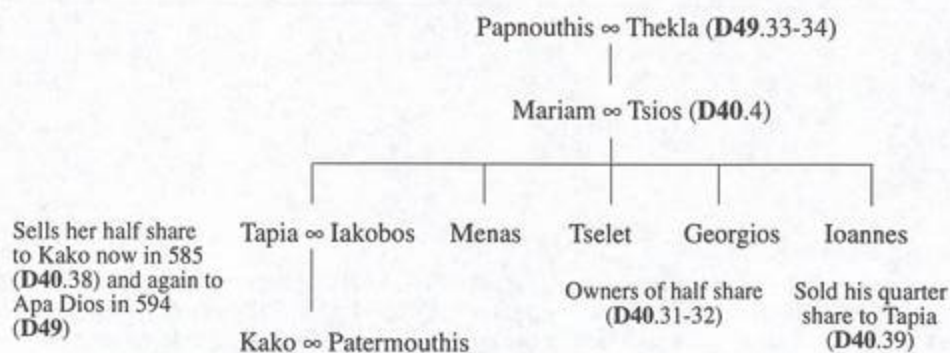 Papnouthis ∞ Thekla (D49.33-34)
Mariam ∞ Tsios (D40.4)
Tapia ∞ Iakobos
Menas
Tselet
Georgios
Ioannes
Sells her half share
to Kako now in 585
(D40.38) and again to
Apa Dios in 594
(D49)
Owners of half share
(D40.31-32)
Sold his quarter
share to Tapia
(D40.39)
Kako ∞ Patermouthis